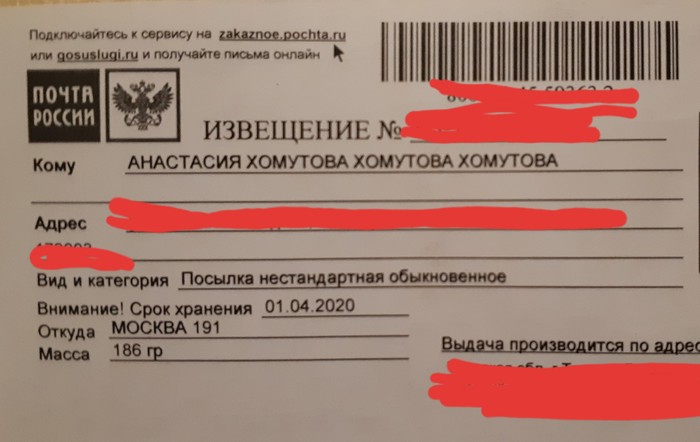 Подключайтесь к сервису на zakaznoe.pochta.ru
или gosuslugi.ru и получайте письма онлайн
ПОЧТА
РОССИИ
ИЗВЕЩЕНИЕ №
Кому АНАСТАСИЯ ХОМУТОВА ХОМУТОВА ХОМУТОВА
Адрес
Вид и категория Посылка нестандартная обыкновенное
Внимание! Срок хранения 01.04.2020
Откуда МОСКВА 191
Масса 186 гр
Выдача производится по адрес